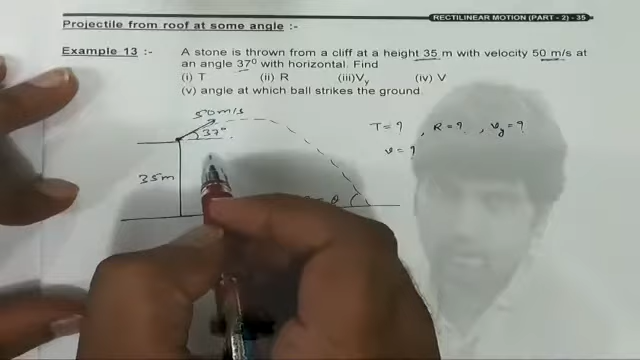 Projectile from roof at some angle :-
RECTILINEAR MOTION (PART - 2) - 35
Example 13 :- A stone is thrown from a cliff at a height 35 m with velocity 50 m/s at
an angle 37⁰ with horizontal. Find
(i) T (ii) R (iii)Vy (iv) V
(v) angle at which ball strikes the ground.
50m/s
37°
T = ? , R = ? , vy = ?
v = ?
35m
= θ